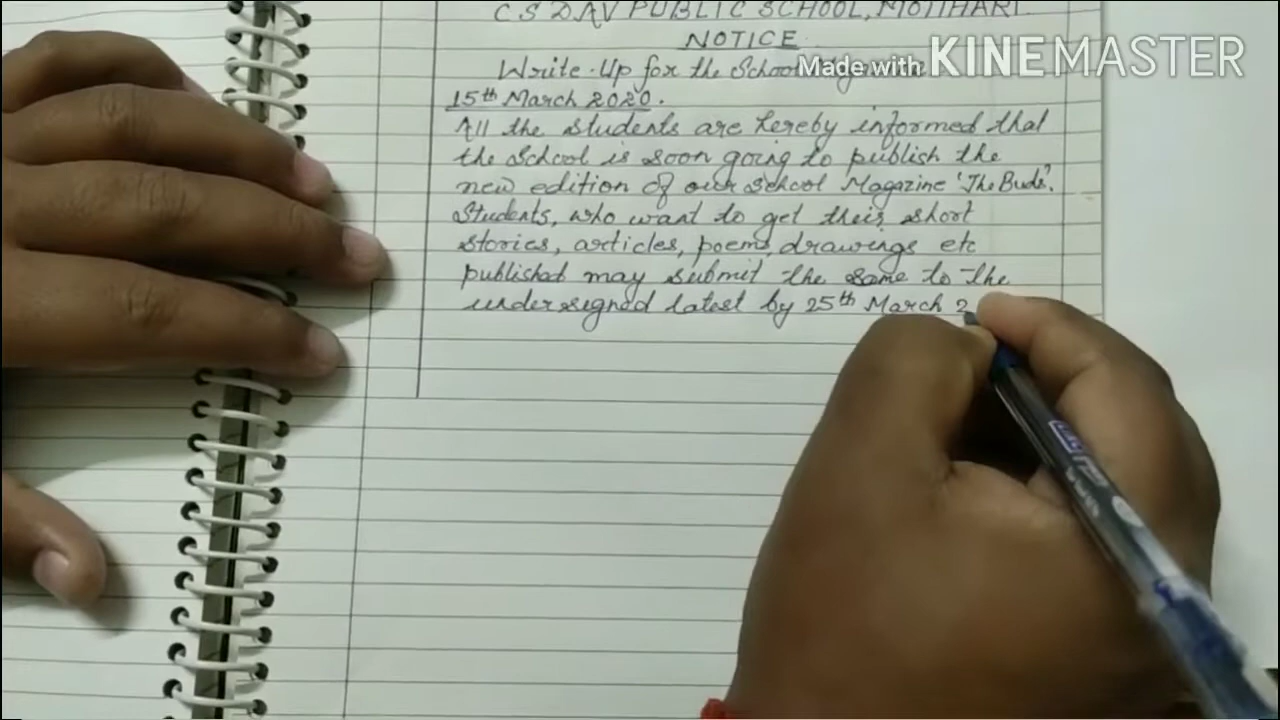 C S DAV PUBLIC SCHOOL, MOTIHARI.
NOTICE
Write-Up for the School
Made with KINEMASTER
15th March 2020.
All the students are hereby informed that
the School is soon going to publish the
new edition of our School Magazine 'The Buds'.
Students, who want to get their short
stories, articles, poems, drawings etc
published may submit the same to the
undersigned latest by 25th March 2